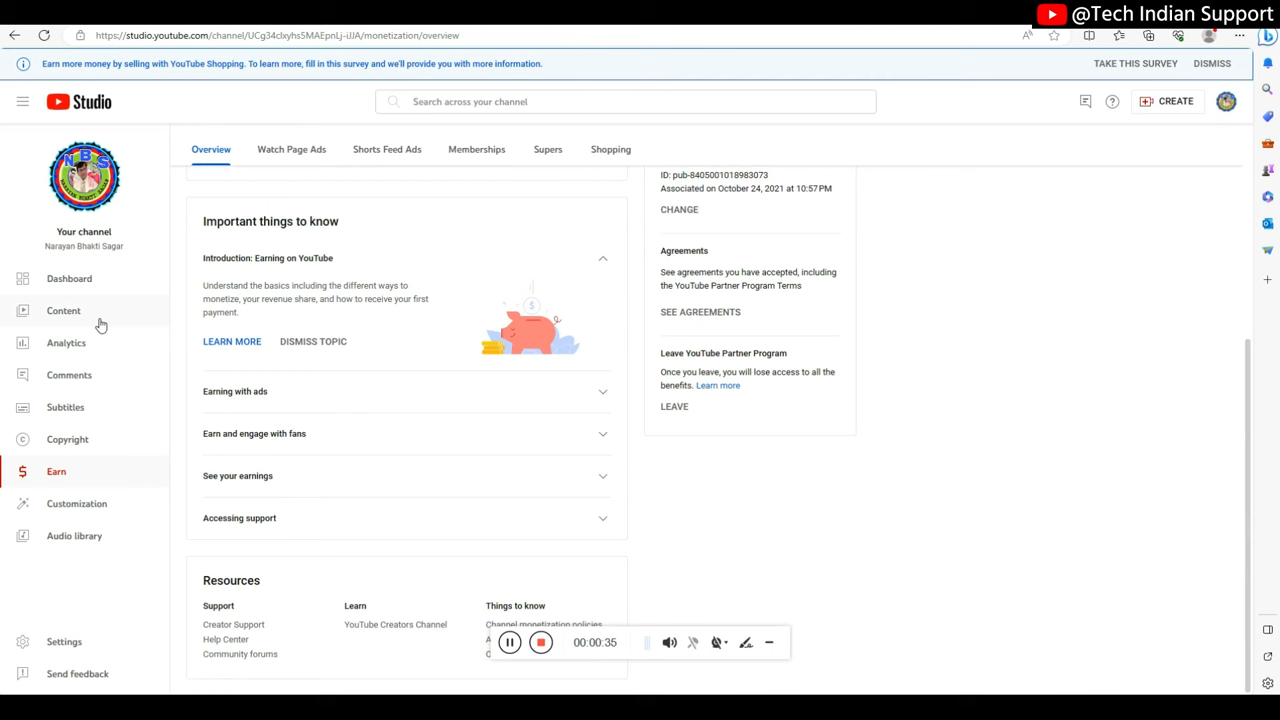 @Tech Indian Support
https://studio.youtube.com/channel/UCg34clxyhs5MAEpnLj-iJJA/monetization/overview
Earn more money by selling with YouTube Shopping. To learn more, fill in this survey and we'll provide you with more information.
TAKE THIS SURVEY
DISMISS
Studio
Search across your channel
CREATE
NBS
NARAYAN BHAKTI SAGAR
Your channel
Narayan Bhakti Sagar
Dashboard
Content
Analytics
Comments
Subtitles
Copyright
Earn
Customization
Audio library
Settings
Send feedback
Overview
Watch Page Ads
Shorts Feed Ads
Memberships
Supers
Shopping
Important things to know
Introduction: Earning on YouTube
Understand the basics including the different ways to
monetize, your revenue share, and how to receive your first
payment.
LEARN MORE
DISMISS TOPIC
Earning with ads
Earn and engage with fans
See your earnings
Accessing support
Resources
Support
Creator Support
Help Center
Community forums
Learn
YouTube Creators Channel
Things to know
Channel monetization policies
00:00:35
ID: pub-8405001018983073
Associated on October 24, 2021 at 10:57 PM
CHANGE
Agreements
See agreements you have accepted, including
the YouTube Partner Program Terms
SEE AGREEMENTS
Leave YouTube Partner Program
Once you leave, you will lose access to all the
benefits. Learn more
LEAVE